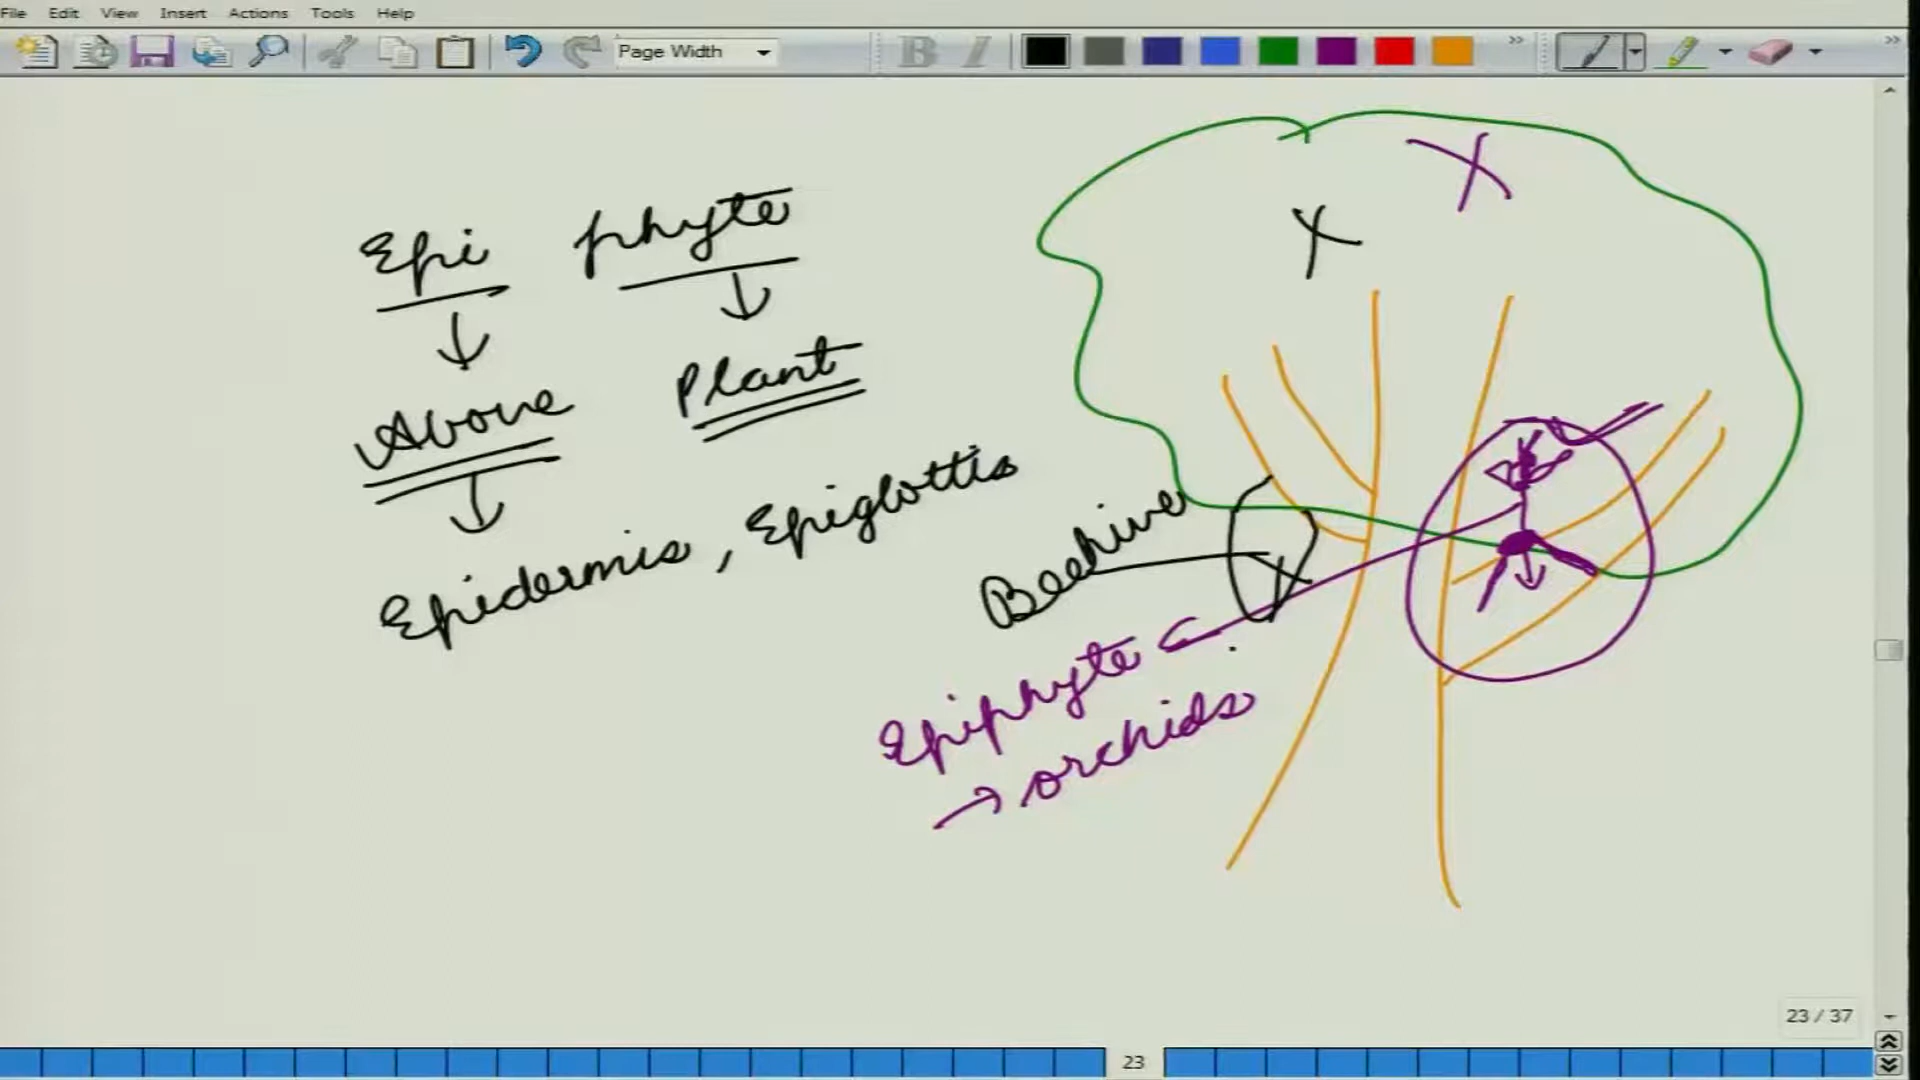 File Edit View Insert Actions Tools Help
Page Width
B I
Epi phyte
Above Plant
Epidermis, Epiglottis
Beehive
Epiphyte
→ orchids
23 / 37
23